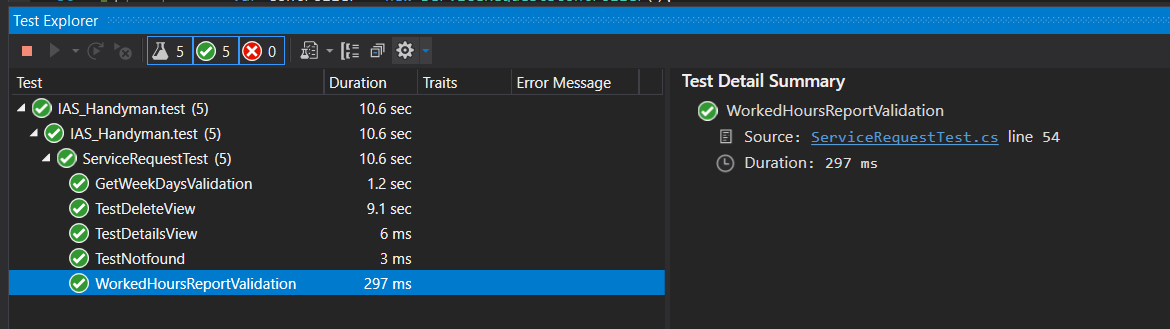 Test Explorer
5 5 0
Test Duration Traits Error Message
IAS_Handyman.test (5) 10.6 sec
IAS_Handyman.test (5) 10.6 sec
ServiceRequestTest (5) 10.6 sec
GetWeekDaysValidation 1.2 sec
TestDeleteView 9.1 sec
TestDetailsView 6 ms
TestNotfound 3 ms
WorkedHoursReportValidation 297 ms
Test Detail Summary
WorkedHoursReportValidation
Source: ServiceRequestTest.cs line 54
Duration: 297 ms